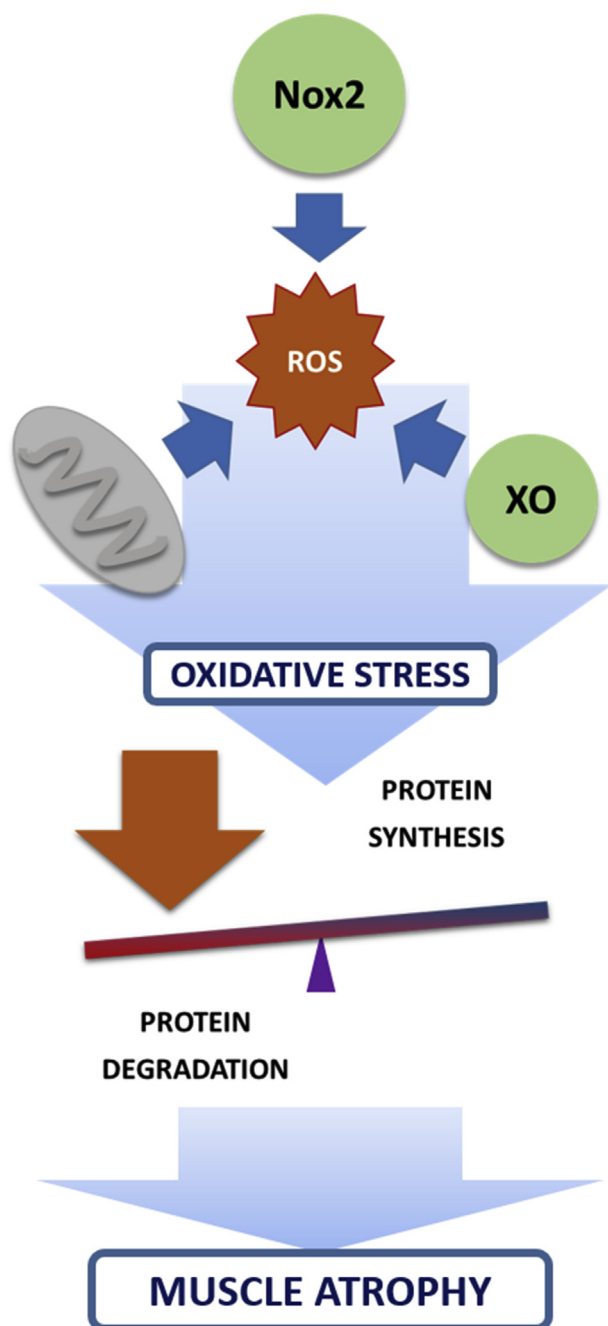 Nox2
ROS
XO
OXIDATIVE STRESS
PROTEIN
SYNTHESIS
PROTEIN
DEGRADATION
MUSCLE ATROPHY